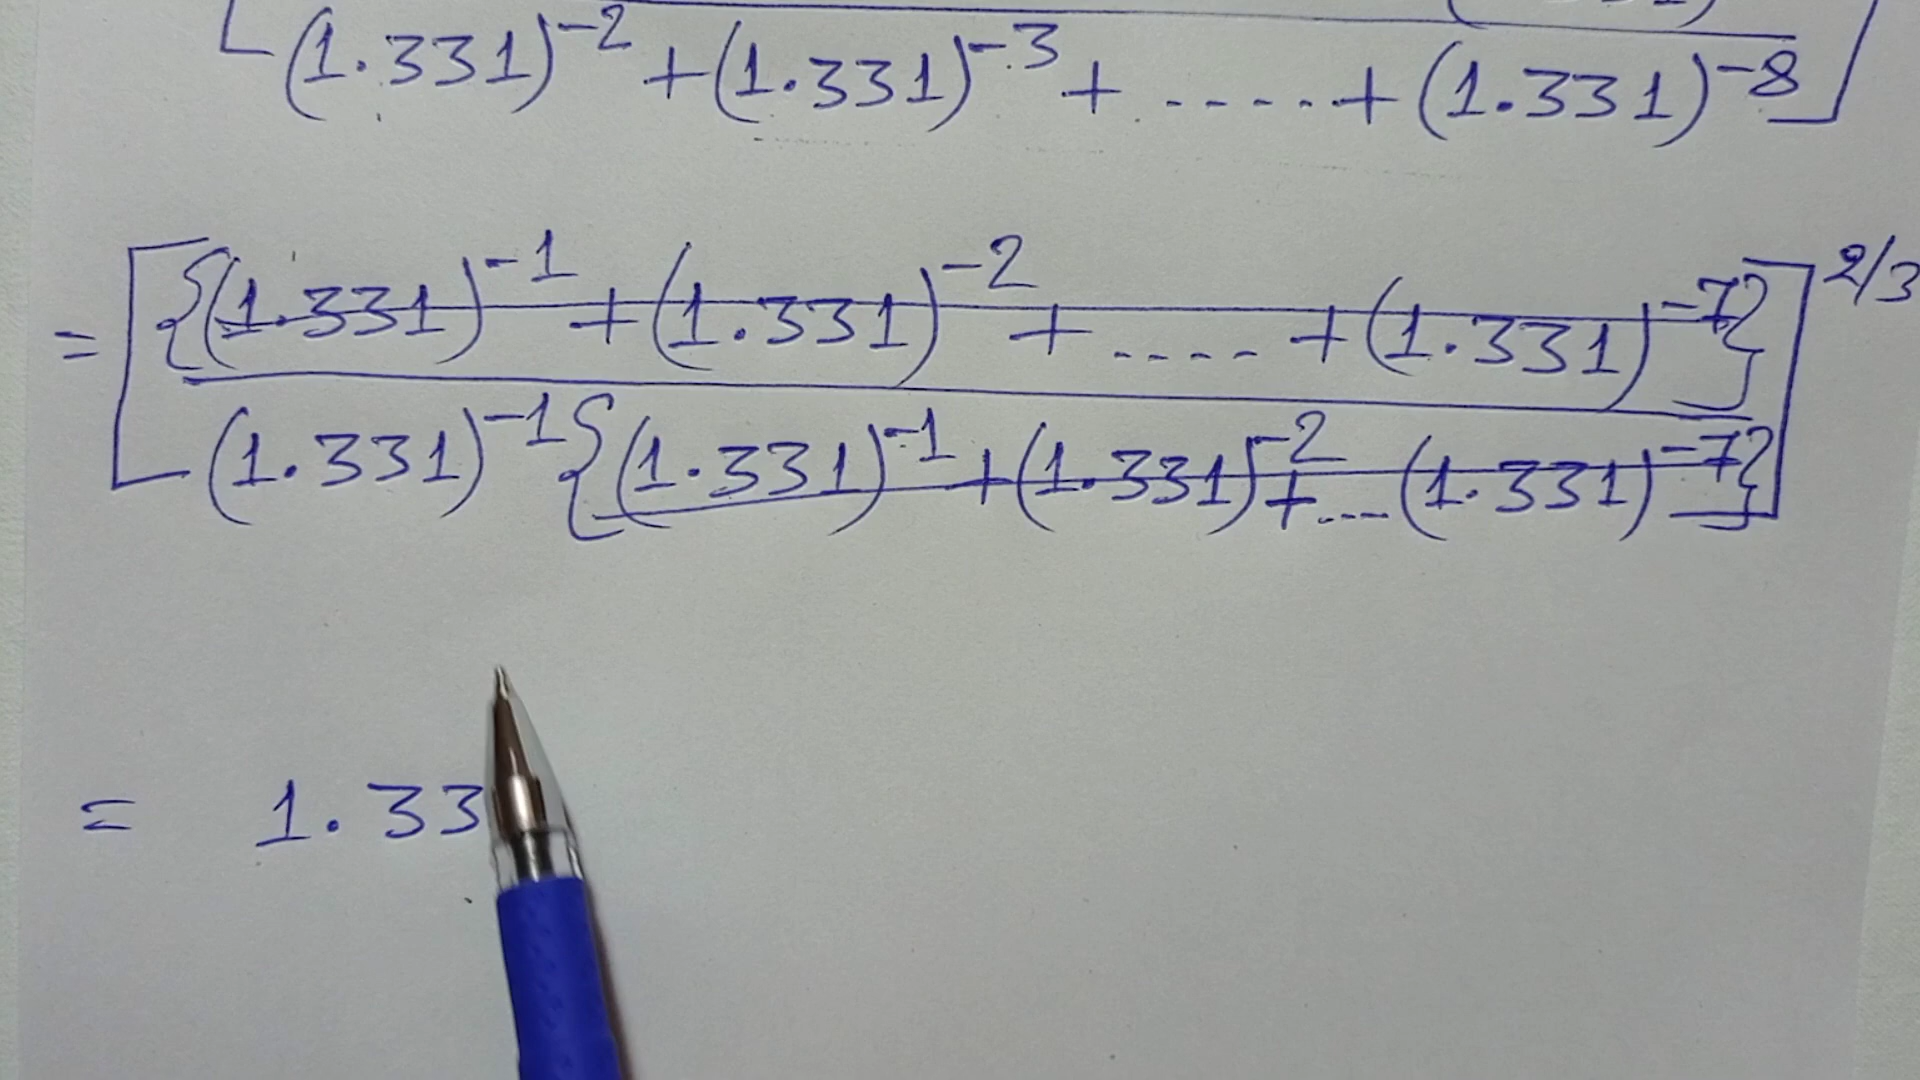 (1.331)^-2 + (1.331)^-3 + ..... + (1.331)^-8
= [{(1.331)^-1 + (1.331)^-2 + .... + (1.331)^-7}]^2/3
(1.331)^-1{(1.331)^-1 + (1.331)^-2 + .... (1.331)^-7}
= 1.33